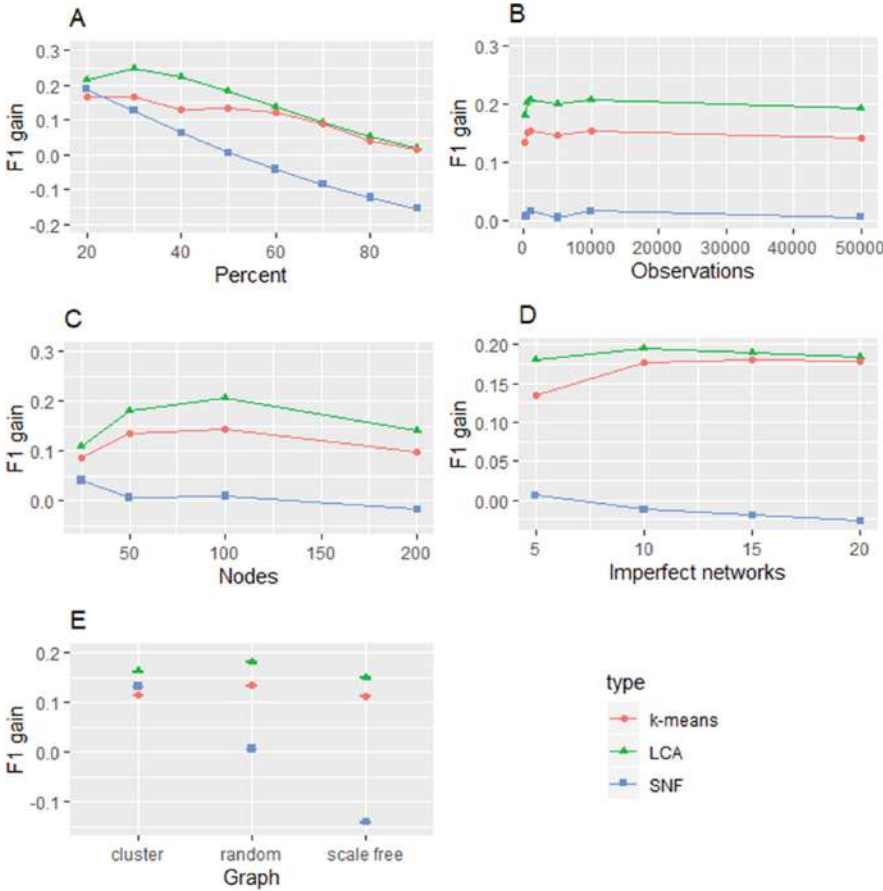 A
F1 gain
0.3
0.2
0.1
0.0
-0.1
-0.2
20
40
60
80
Percent
B
F1 gain
0.3
0.2
0.1
0.0
0
10000
20000
30000
40000
50000
Observations
C
F1 gain
0.3
0.2
0.1
0.0
50
100
150
200
Nodes
D
F1 gain
0.20
0.15
0.10
0.05
0.00
5
10
15
20
Imperfect networks
E
F1 gain
0.2
0.1
0.0
-0.1
cluster
random
scale free
Graph
type
k-means
LCA
SNF